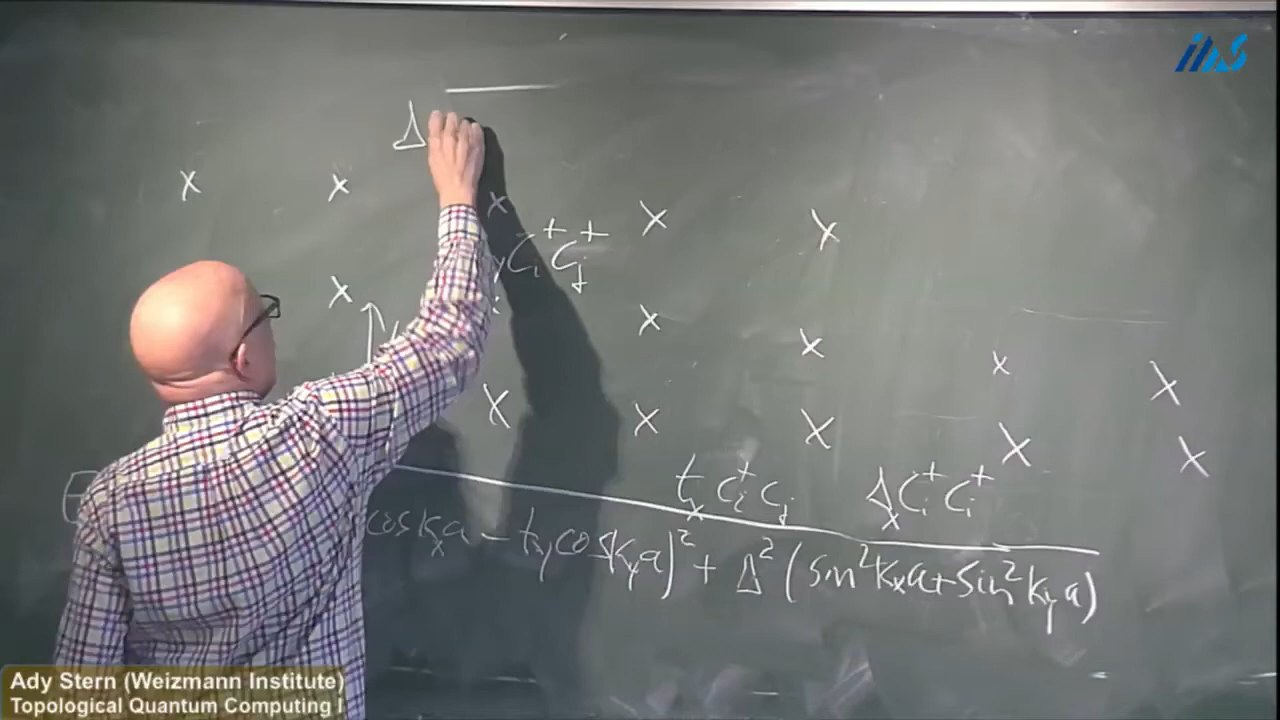 Δ
x x x x x
C_i^+ C_j^+
x x x x x
x x x x x
t_x C_i^+ C_j Δ_x C_i^+ C_i^+
E cos k_x a - t_y cos k_y a)^2 + Δ^2 (sin^2 k_x a + sin^2 k_y a)
ihs
Ady Stern (Weizmann Institute)
Topological Quantum Computing I